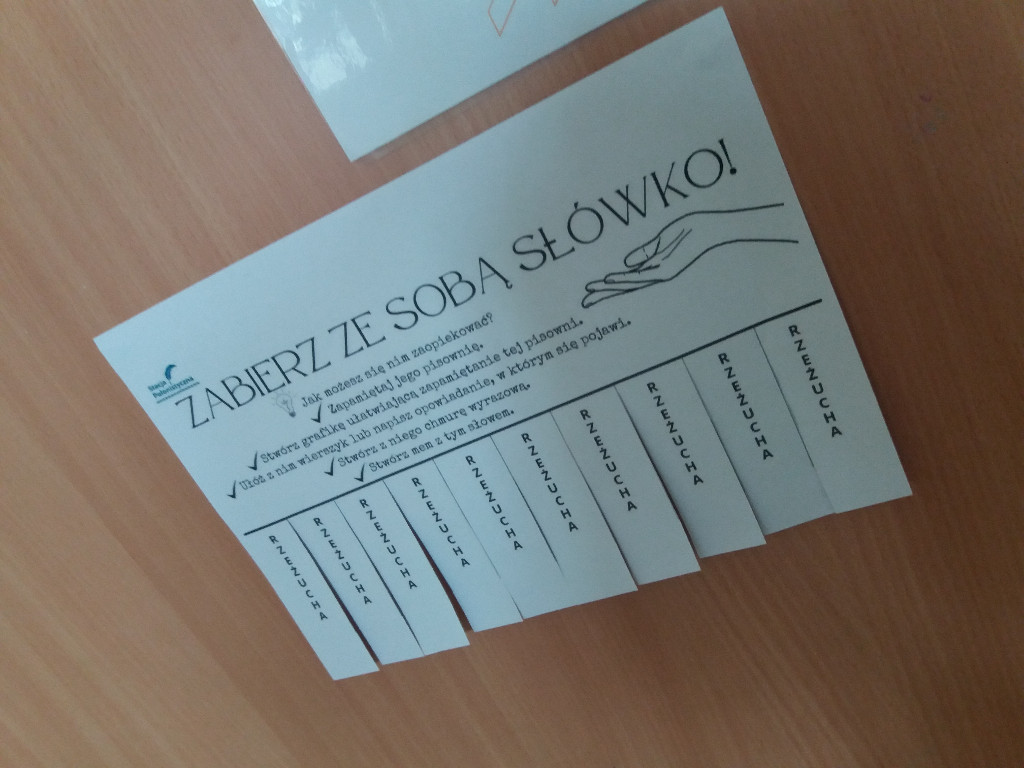 Stacja
Polonistyczna
ZABIERZ ZE SOBĄ SŁÓWKO!
Jak możesz się nim zaopiekować?
✓ Zapamiętaj jego pisownię.
✓ Stwórz grafikę ułatwiającą zapamiętanie tej pisowni.
✓ Ułóż z nim wierszyk lub napisz opowiadanie, w którym się pojawi.
✓ Stwórz z niego chmurę wyrazową.
✓ Stwórz mem z tym słowem.
RZEŻUCHA
RZEŻUCHA
RZEŻUCHA
RZEŻUCHA
RZEŻUCHA
RZEŻUCHA
RZEŻUCHA
RZEŻUCHA
RZEŻUCHA
RZEŻUCHA